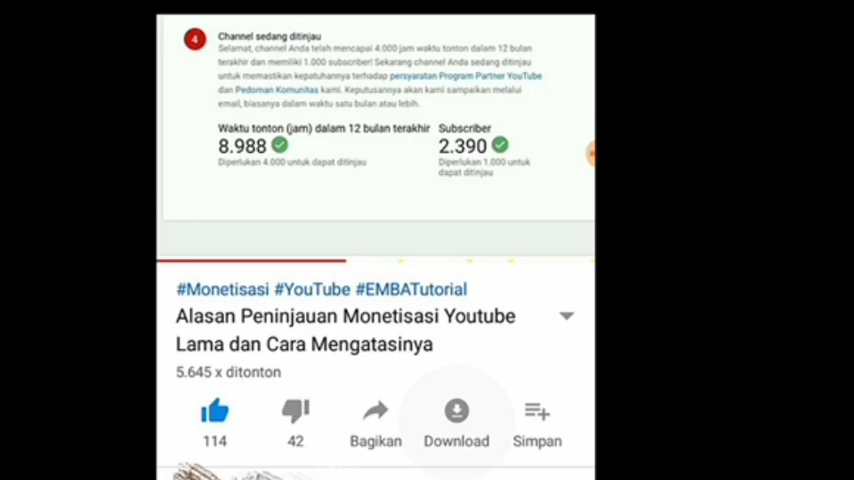 4
Channel sedang ditinjau
Selamat, channel Anda telah mencapai 4.000 jam waktu tonton dalam 12 bulan
terakhir dan memiliki 1.000 subscriber! Sekarang channel Anda sedang ditinjau
untuk memastikan kepatuhannya terhadap persyaratan Program Partner YouTube
dan Pedoman Komunitas kami. Keputusannya akan kami sampaikan melalui
email, biasanya dalam waktu satu bulan atau lebih.
Waktu tonton (jam) dalam 12 bulan terakhir Subscriber
8.988 2.390
Diperlukan 4.000 untuk dapat ditinjau Diperlukan 1.000 untuk
dapat ditinjau
#Monetisasi #YouTube #EMBATutorial
Alasan Peninjauan Monetisasi Youtube
Lama dan Cara Mengatasinya
5.645 x ditonton
114 42 Bagikan Download Simpan